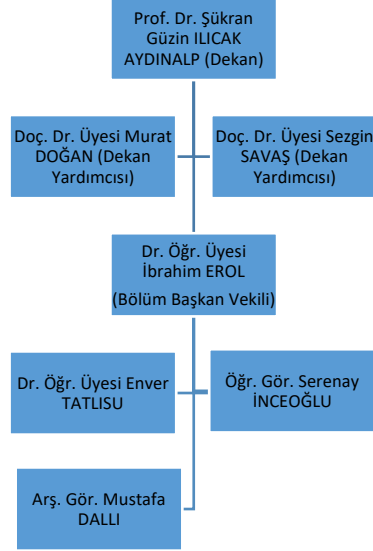 Prof. Dr. Şükran
Güzin ILICAK
AYDINALP (Dekan)
Doç. Dr. Üyesi Murat
DOĞAN (Dekan
Yardımcısı)
Doç. Dr. Üyesi Sezgin
SAVAŞ (Dekan
Yardımcısı)
Dr. Öğr. Üyesi
İbrahim EROL
(Bölüm Başkan Vekili)
Dr. Öğr. Üyesi Enver
TATLISU
Öğr. Gör. Serenay
İNCEOĞLU
Arş. Gör. Mustafa
DALLI